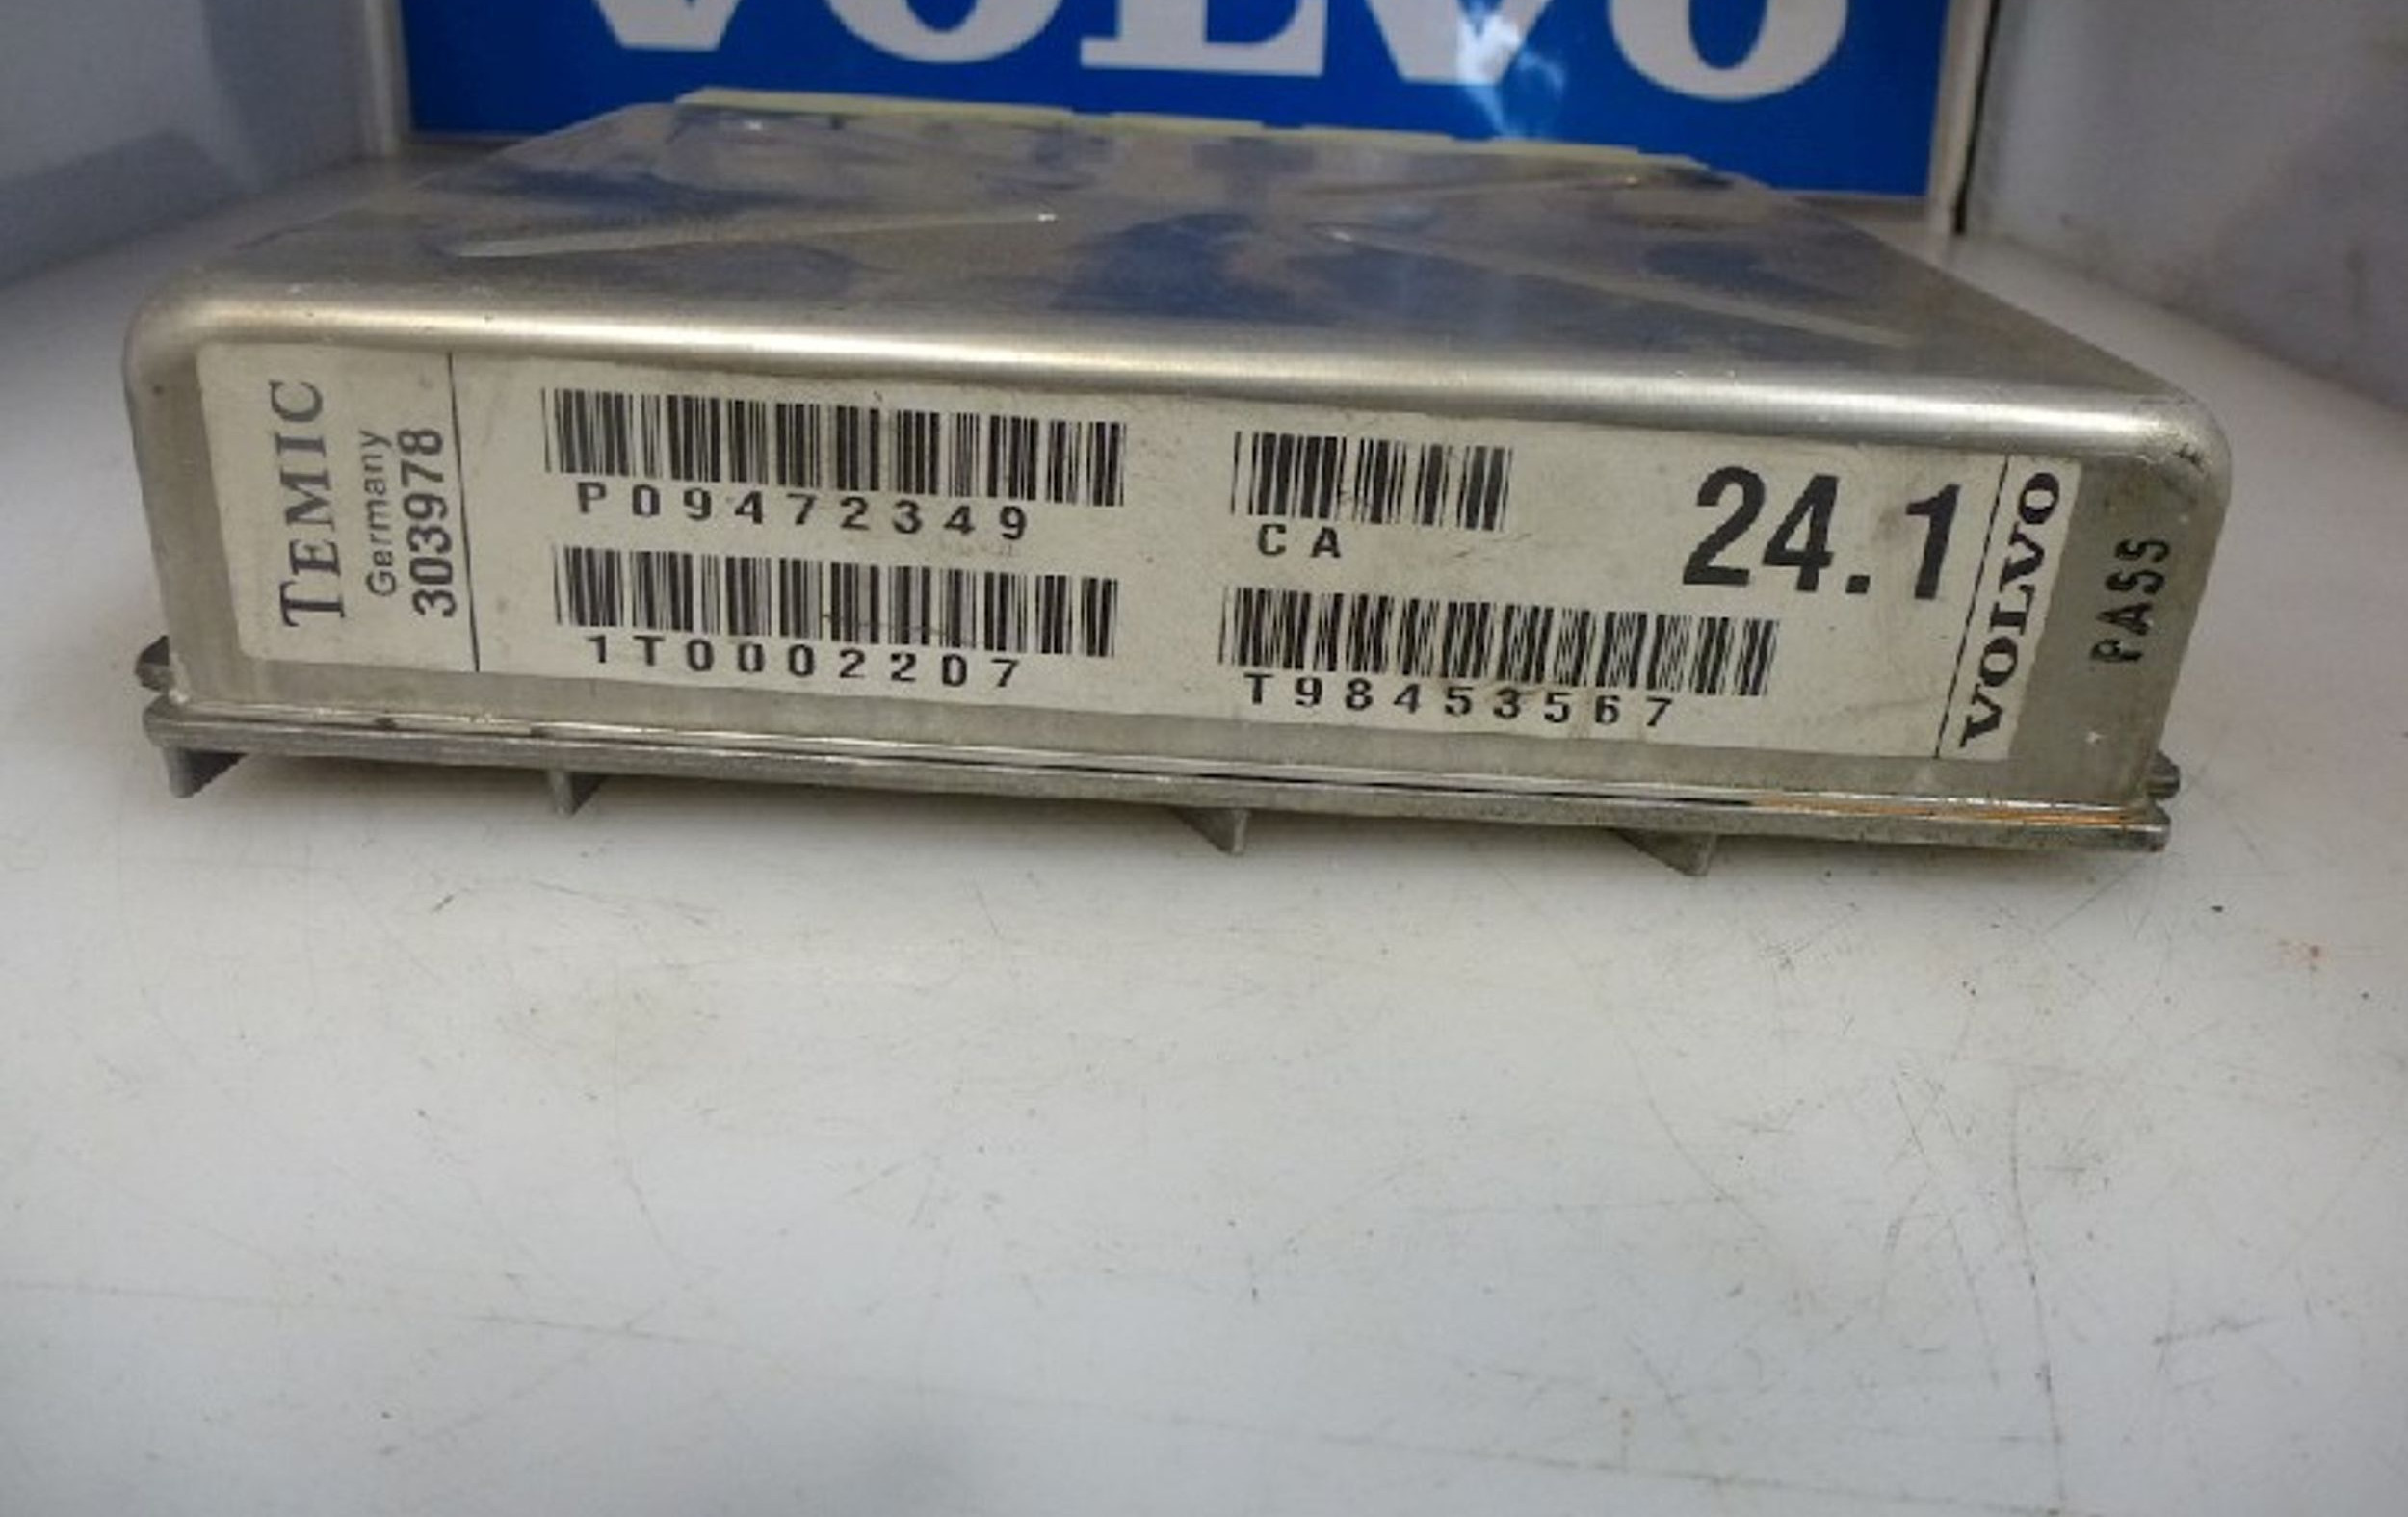 VOLVO
TEMIC
Germany
303978
P09472349
CA
24.1
1T0002207
T98453567
VOLVO
PASS